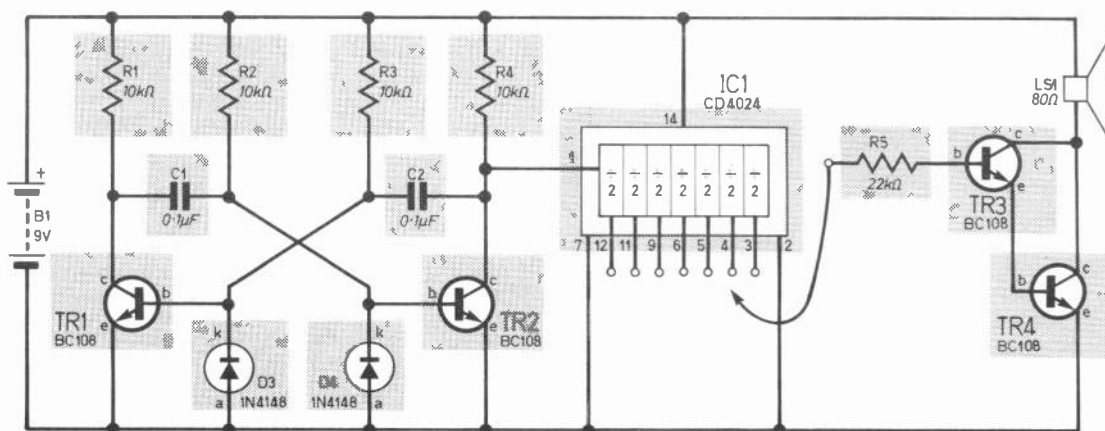 R1
10kΩ
R2
10kΩ
R3
10kΩ
R4
10kΩ
IC1
CD4024
LS1
80Ω
14
1
÷ ÷ ÷ ÷ ÷ ÷ ÷
2 2 2 2 2 2 2
7 12 11 9 6 5 4 3 2
R5
22kΩ
b
c
e
TR3
BC108
b
c
e
TR4
BC108
C1
0·1μF
C2
0·1μF
+
B1
9V
c
b
e
TR1
BC108
b
c
e
TR2
BC108
k
D3
1N4148
a
k
D4
1N4148
a